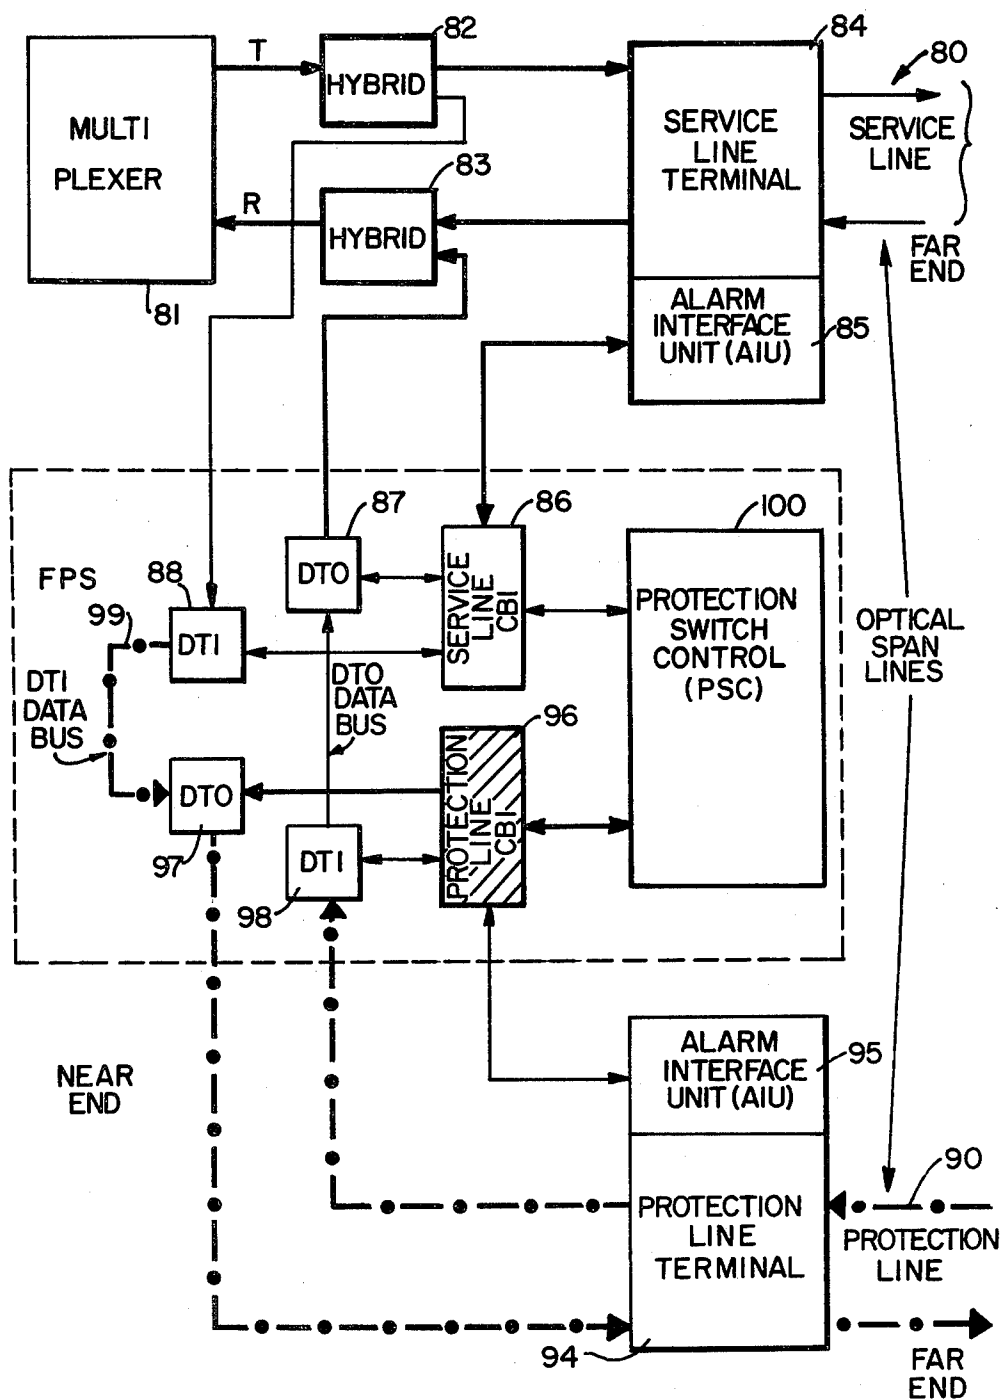 82
84
80
T
HYBRID
MULTI
PLEXER
SERVICE
LINE
TERMINAL
SERVICE
LINE
83
R
HYBRID
FAR
END
81
ALARM
INTERFACE
UNIT (AIU)
85
87
86
100
FPS
88
DTO
SERVICE
LINE
CBI
PROTECTION
SWITCH
CONTROL
(PSC)
99
DTI
OPTICAL
SPAN
LINES
DTI
DATA
BUS
DTO
DATA
BUS
96
DTO
PROTECTION
LINE
CBI
97
DTI
98
NEAR
END
ALARM
INTERFACE
UNIT (AIU)
95
90
PROTECTION
LINE
TERMINAL
PROTECTION
LINE
94
FAR
END